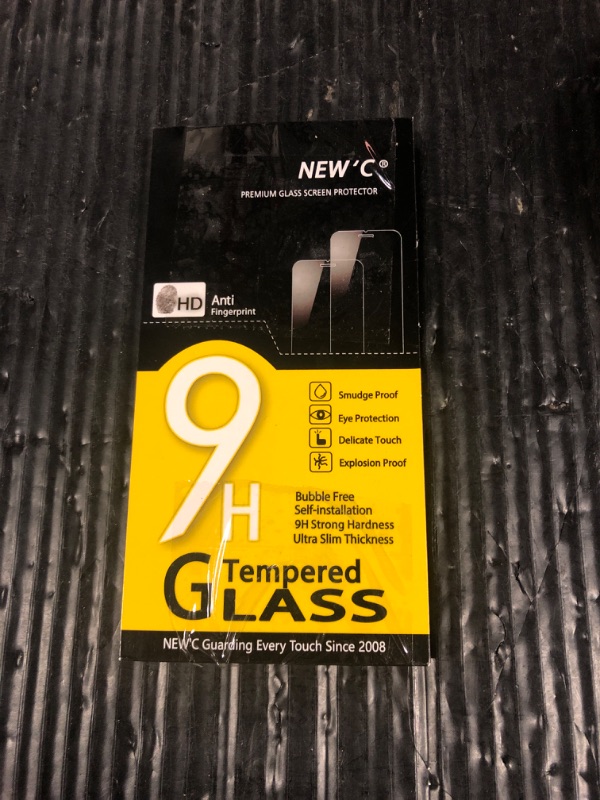 NEW'C®
PREMIUM GLASS SCREEN PROTECTOR
HD Anti
Fingerprint
Smudge Proof
Eye Protection
Delicate Touch
Explosion Proof
9H
Bubble Free
Self-installation
9H Strong Hardness
Ultra Slim Thickness
Tempered
GLASS
NEW'C Guarding Every Touch Since 2008